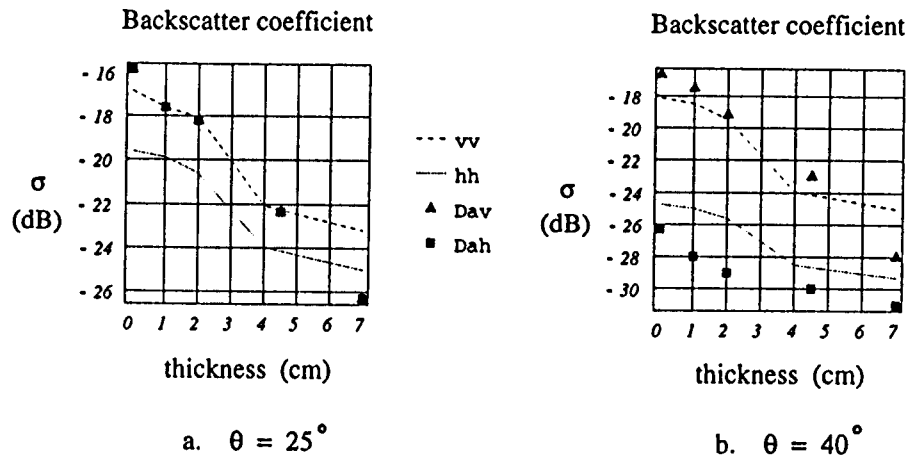 Backscatter coefficient
- 16
- 18
- 20
- 22
- 24
- 26
σ
(dB)
0 1 2 3 4 5 6 7
thickness (cm)
a. θ = 25°
vv
hh
Dav
Dah
Backscatter coefficient
- 18
- 20
- 22
- 24
- 26
- 28
- 30
σ
(dB)
0 1 2 3 4 5 6 7
thickness (cm)
b. θ = 40°